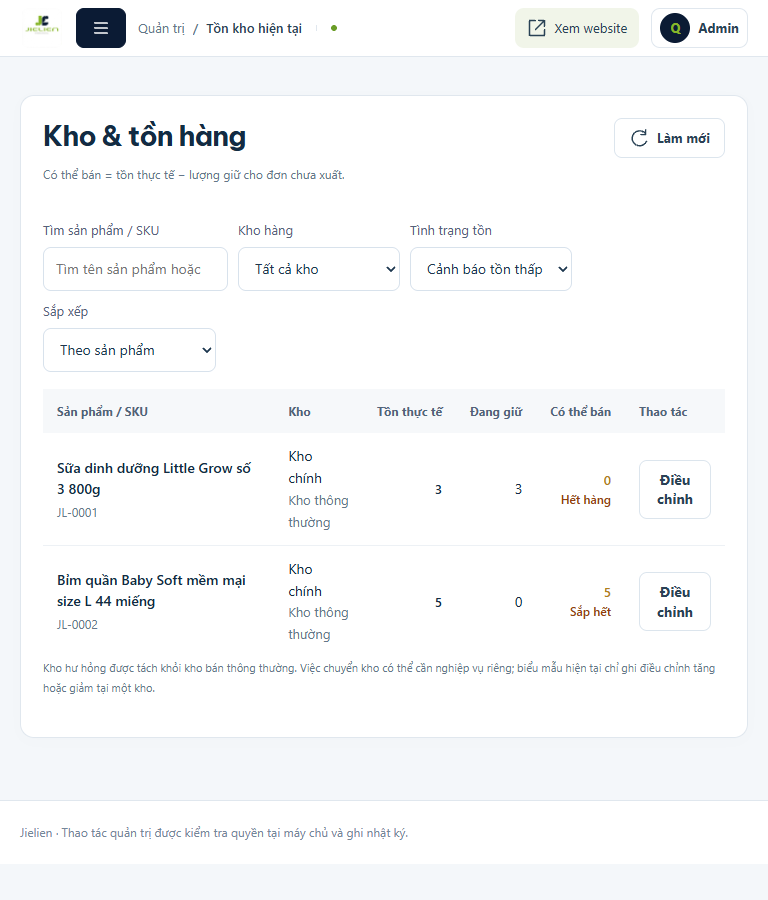 JIELIEN
Quản trị / Tồn kho hiện tại
Xem website
Q Admin
Kho & tồn hàng
Làm mới
Có thể bán = tồn thực tế − lượng giữ cho đơn chưa xuất.
Tìm sản phẩm / SKU
Kho hàng
Tình trạng tồn
Tìm tên sản phẩm hoặc
Tất cả kho
Cảnh báo tồn thấp
Sắp xếp
Theo sản phẩm
Sản phẩm / SKU Kho Tồn thực tế Đang giữ Có thể bán Thao tác
Sữa dinh dưỡng Little Grow số
3 800g
JL-0001
Kho
chính
Kho thông
thường
3
3
0
Hết hàng
Điều
chỉnh
Bỉm quần Baby Soft mềm mại
size L 44 miếng
JL-0002
Kho
chính
Kho thông
thường
5
0
5
Sắp hết
Điều
chỉnh
Kho hư hỏng được tách khỏi kho bán thông thường. Việc chuyển kho có thể cần nghiệp vụ riêng; biểu mẫu hiện tại chỉ ghi điều chỉnh tăng
hoặc giảm tại một kho.
Jielien · Thao tác quản trị được kiểm tra quyền tại máy chủ và ghi nhật ký.